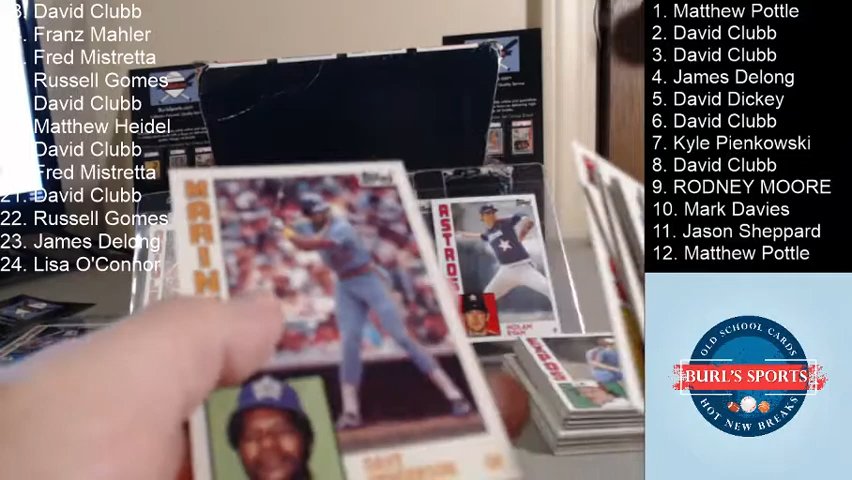 David Clubb
Franz Mahler
Fred Mistretta
Russell Gomes
David Clubb
Matthew Heidel
David Clubb
Fred Mistretta
21. David Clubb
22. Russell Gomes
23. James Delong
24. Lisa O'Connor
1. Matthew Pottle
2. David Clubb
3. David Clubb
4. James Delong
5. David Dickey
6. David Clubb
7. Kyle Pienkowski
8. David Clubb
9. RODNEY MOORE
10. Mark Davies
11. Jason Sheppard
12. Matthew Pottle
MARIN
ASTROS
NOLAN RYAN
OLD SCHOOL CARDS
BURL'S SPORTS
HOT NEW BREAKS